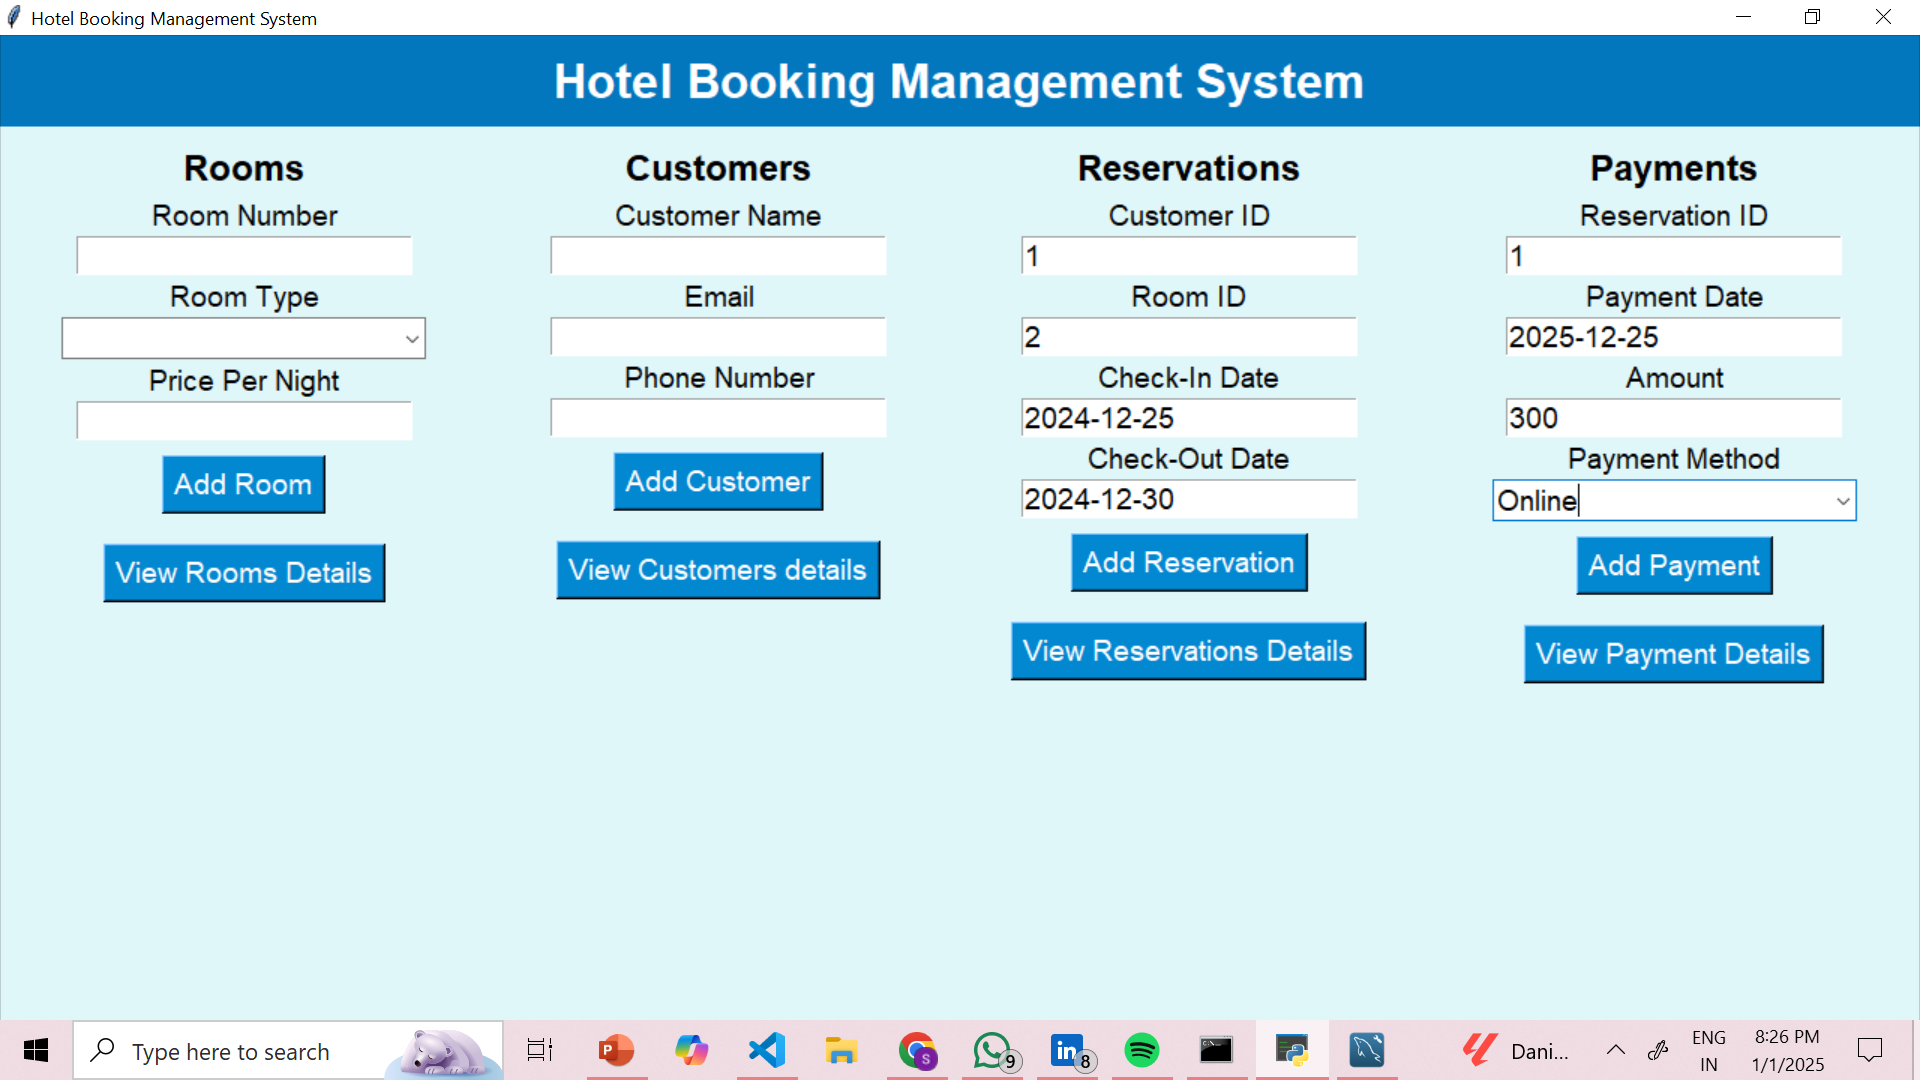 Hotel Booking Management System
Hotel Booking Management System
Rooms
Room Number
Room Type
Price Per Night
Add Room
View Rooms Details
Customers
Customer Name
Email
Phone Number
Add Customer
View Customers details
Reservations
Customer ID
1
Room ID
2
Check-In Date
2024-12-25
Check-Out Date
2024-12-30
Add Reservation
View Reservations Details
Payments
Reservation ID
1
Payment Date
2025-12-25
Amount
300
Payment Method
Online
Add Payment
View Payment Details
Type here to search
P
S
9
in
8
Dani...
ENG
IN
8:26 PM
1/1/2025